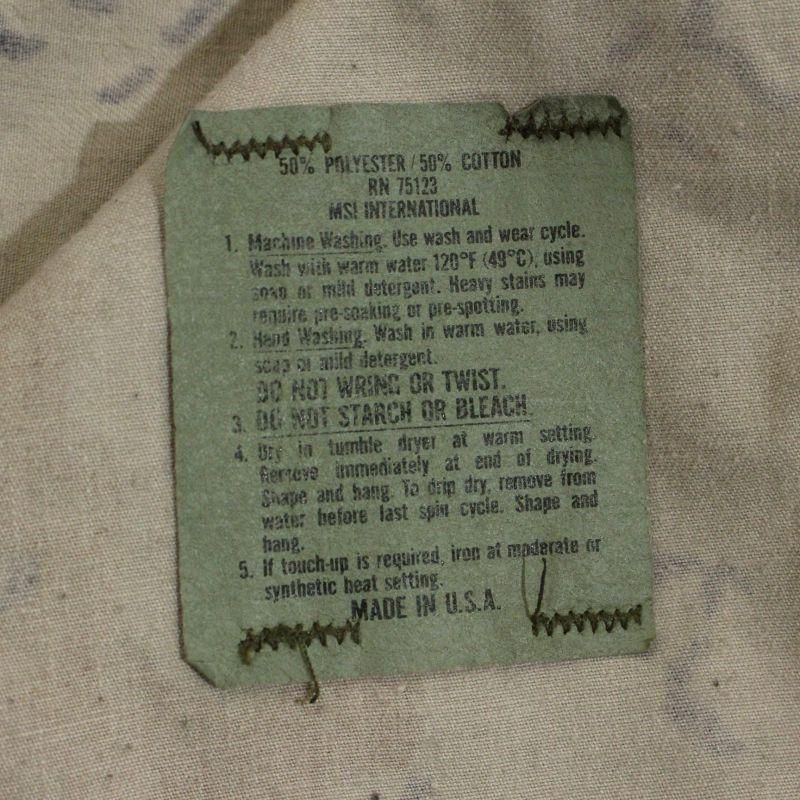 50% POLYESTER / 50% COTTON
RN 75123
MSI INTERNATIONAL
1. Machine Washing. Use wash and wear cycle.
Wash with warm water 120°F (49°C), using
soap or mild detergent. Heavy stains may
require pre-soaking or pre-spotting.
2. Hand Washing. Wash in warm water, using
soap or mild detergent.
DO NOT WRING OR TWIST.
3. DO NOT STARCH OR BLEACH.
4. Dry in tumble dryer at warm setting.
Remove immediately at end of drying.
Shape and hang. To drip dry, remove from
water before last spin cycle. Shape and
hang.
5. If touch-up is required, iron at moderate or
synthetic heat setting.
MADE IN U.S.A.